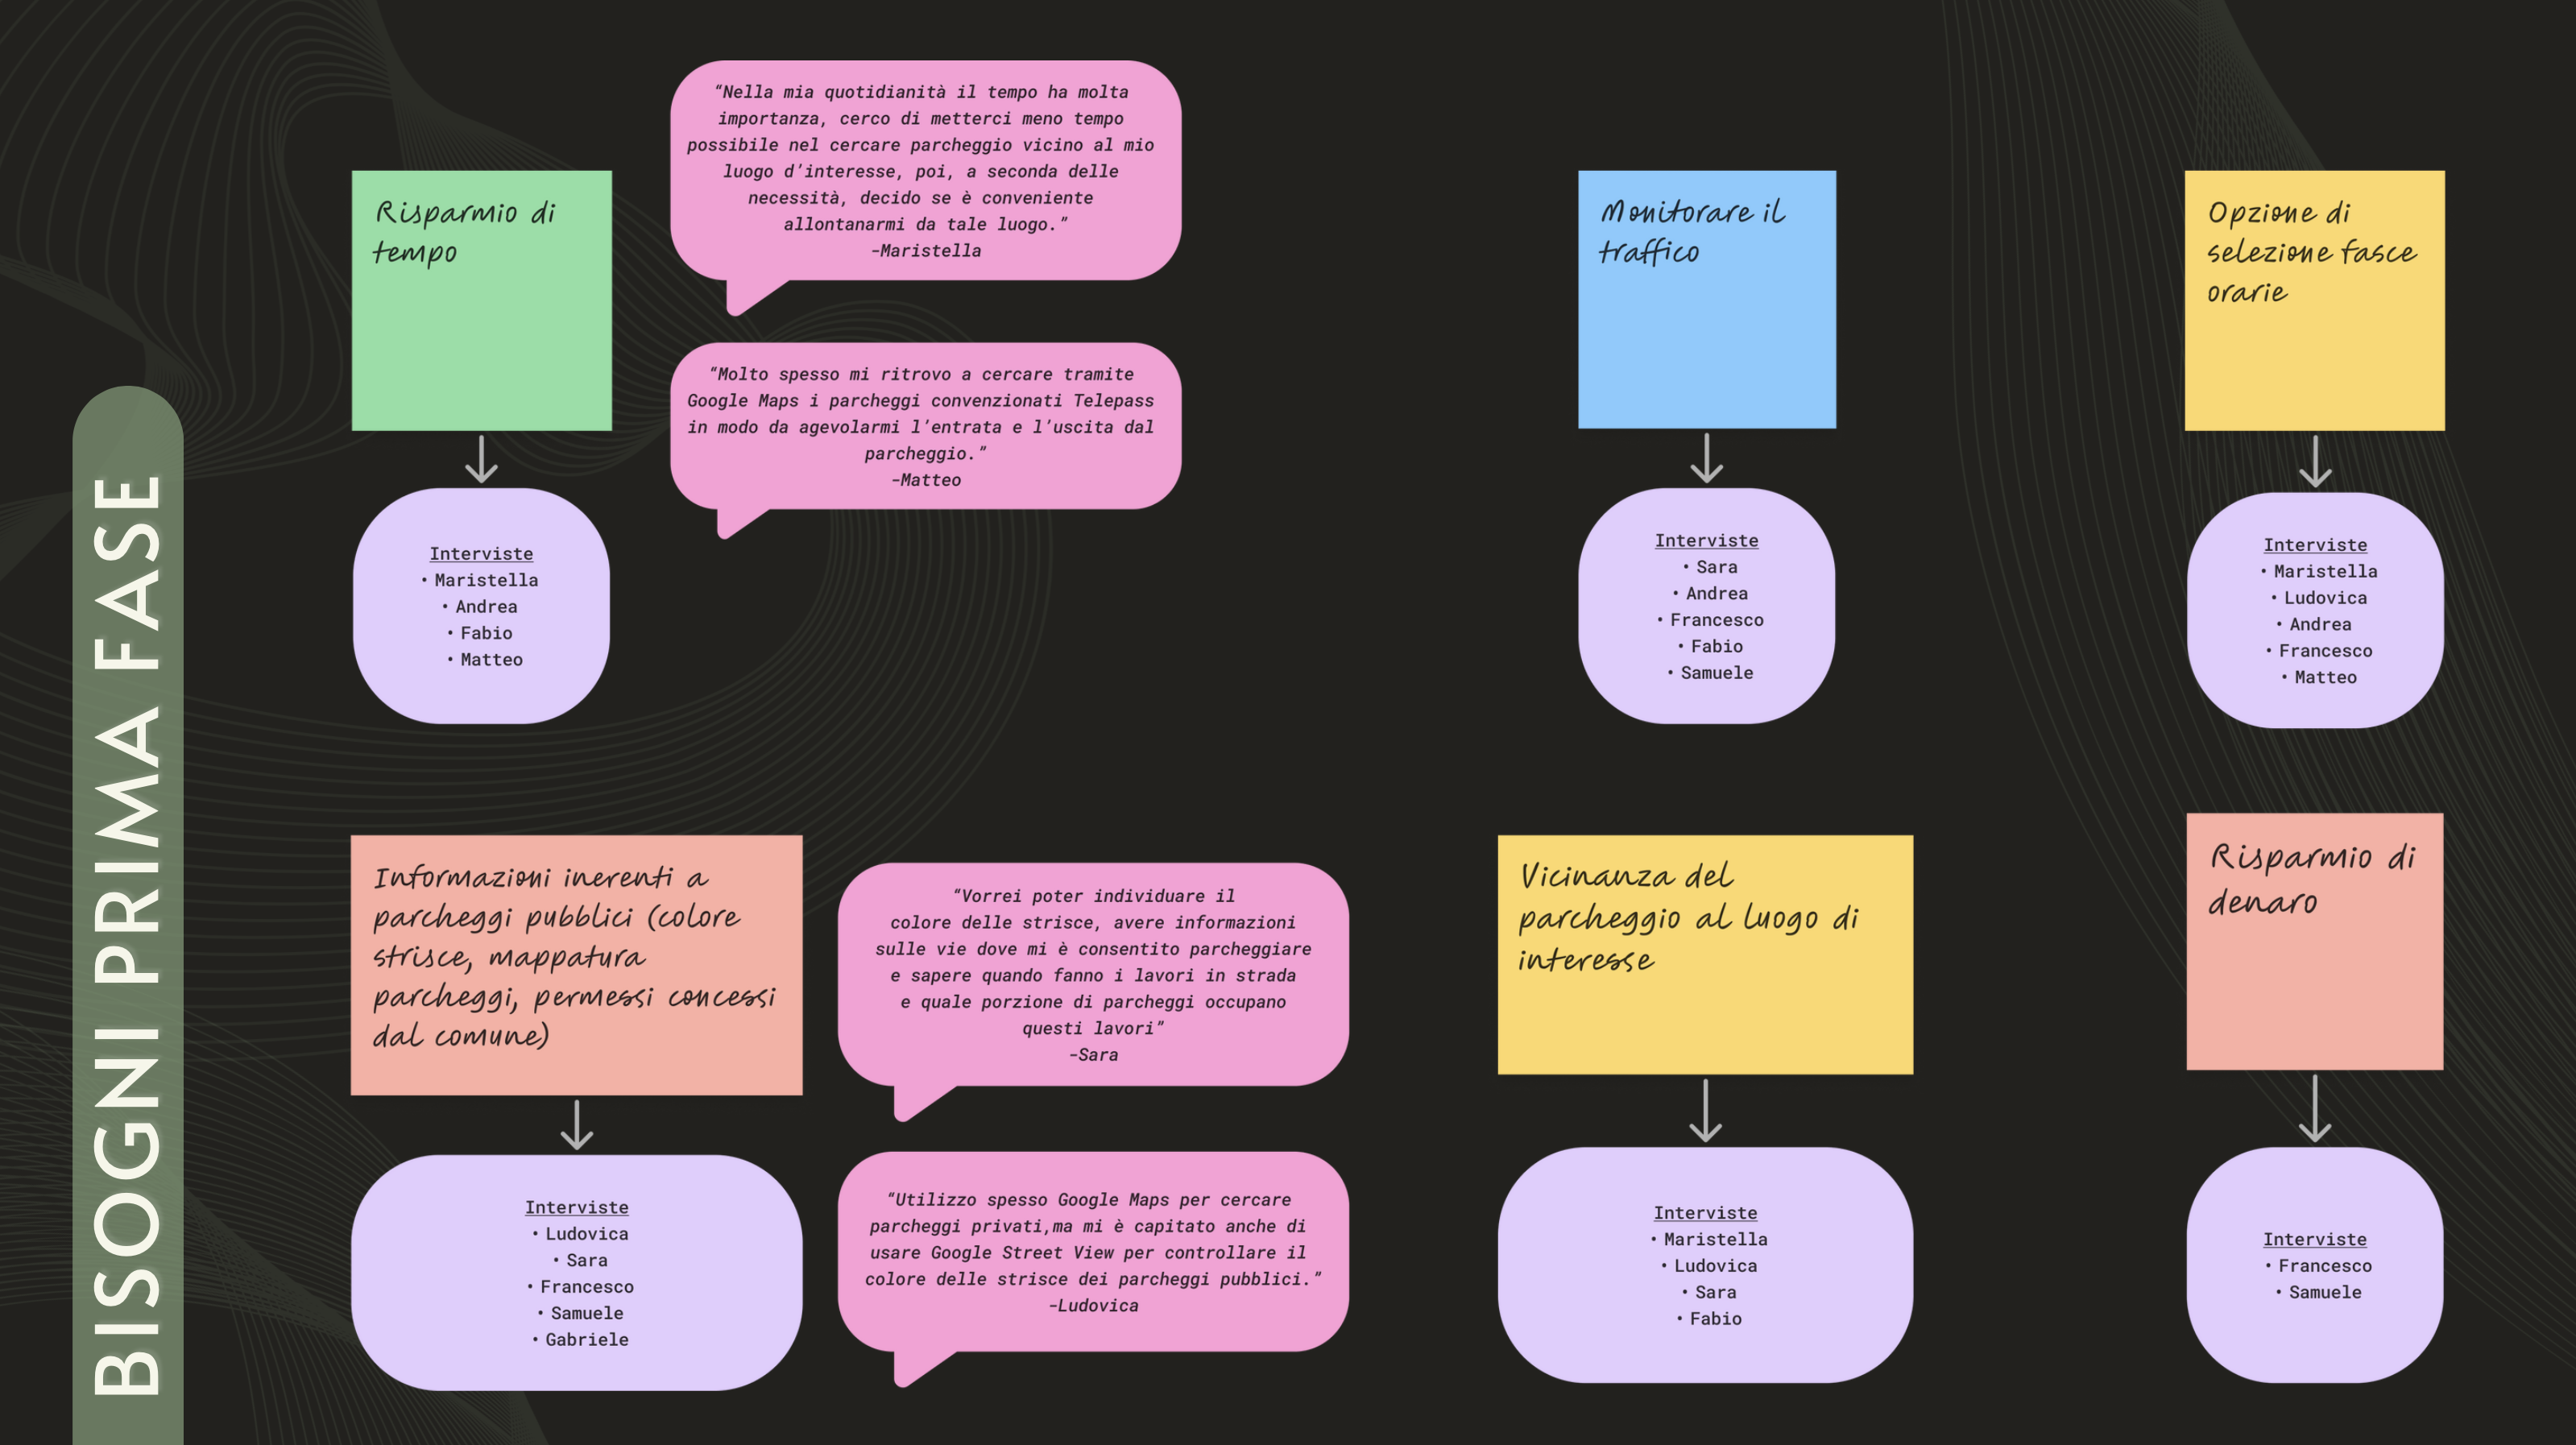 BISOGNI PRIMA FASE
Risparmio di
tempo
Interviste
• Maristella
• Andrea
• Fabio
• Matteo
“Nella mia quotidianità il tempo ha molta
importanza, cerco di metterci meno tempo
possibile nel cercare parcheggio vicino al mio
luogo d’interesse, poi, a seconda delle
necessità, decido se è conveniente
allontanarmi da tale luogo.”
-Maristella
“Molto spesso mi ritrovo a cercare tramite
Google Maps i parcheggi convenzionati Telepass
in modo da agevolarmi l’entrata e l’uscita dal
parcheggio.”
-Matteo
Monitorare il
traffico
Interviste
• Sara
• Andrea
• Francesco
• Fabio
• Samuele
Opzione di
selezione fasce
orarie
Interviste
• Maristella
• Ludovica
• Andrea
• Francesco
• Matteo
Informazioni inerenti a
parcheggi pubblici (colore
strisce, mappatura
parcheggi, permessi concessi
dal comune)
Interviste
• Ludovica
• Sara
• Francesco
• Samuele
• Gabriele
“Vorrei poter individuare il
colore delle strisce, avere informazioni
sulle vie dove mi è consentito parcheggiare
e sapere quando fanno i lavori in strada
e quale porzione di parcheggi occupano
questi lavori”
-Sara
“Utilizzo spesso Google Maps per cercare
parcheggi privati,ma mi è capitato anche di
usare Google Street View per controllare il
colore delle strisce dei parcheggi pubblici.”
-Ludovica
Vicinanza del
parcheggio al luogo di
interesse
Interviste
• Maristella
• Ludovica
• Sara
• Fabio
Risparmio di
denaro
Interviste
• Francesco
• Samuele